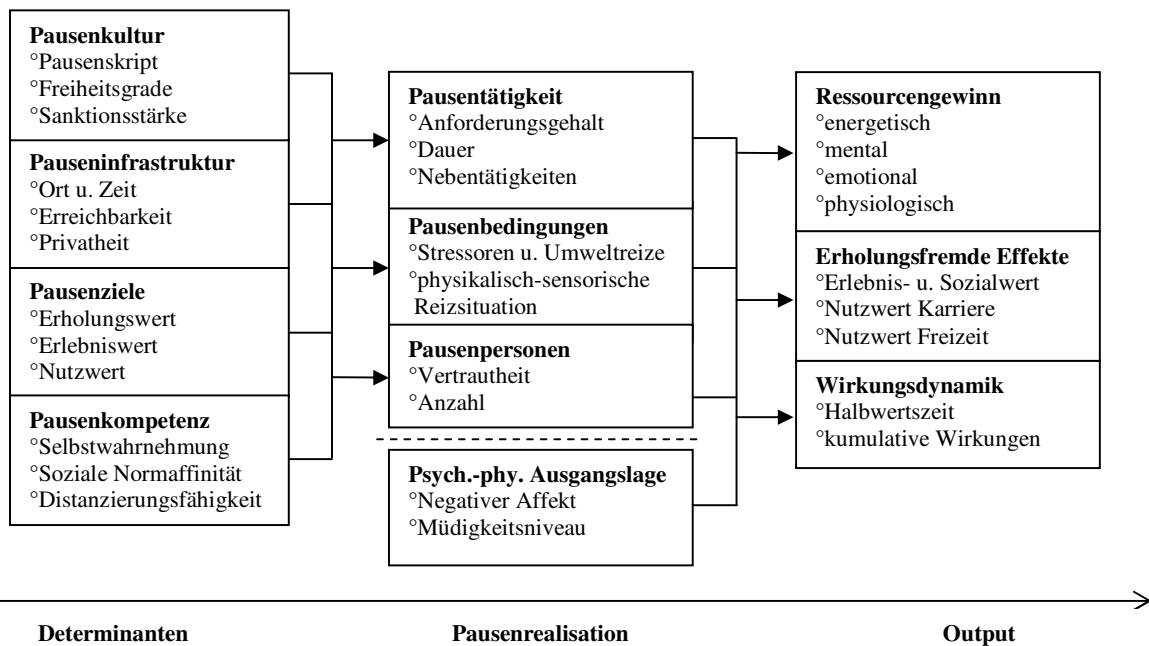 Pausenkultur
°Pausenskript
°Freiheitsgrade
°Sanktionsstärke
Pauseninfrastruktur
°Ort u. Zeit
°Erreichbarkeit
°Privatheit
Pausenziele
°Erholungswert
°Erlebniswert
°Nutzwert
Pausenkompetenz
°Selbstwahrnehmung
°Soziale Normaffinität
°Distanzierungsfähigkeit
Pausentätigkeit
°Anforderungsgehalt
°Dauer
°Nebentätigkeiten
Pausenbedingungen
°Stressoren u. Umweltreize
°physikalisch-sensorische
Reizsituation
Pausenpersonen
°Vertrautheit
°Anzahl
Psych.-phy. Ausgangslage
°Negativer Affekt
°Müdigkeitsniveau
Ressourcengewinn
°energetisch
°mental
°emotional
°physiologisch
Erholungsfremde Effekte
°Erlebnis- u. Sozialwert
°Nutzwert Karriere
°Nutzwert Freizeit
Wirkungsdynamik
°Halbwertszeit
°kumulative Wirkungen
Determinanten
Pausenrealisation
Output